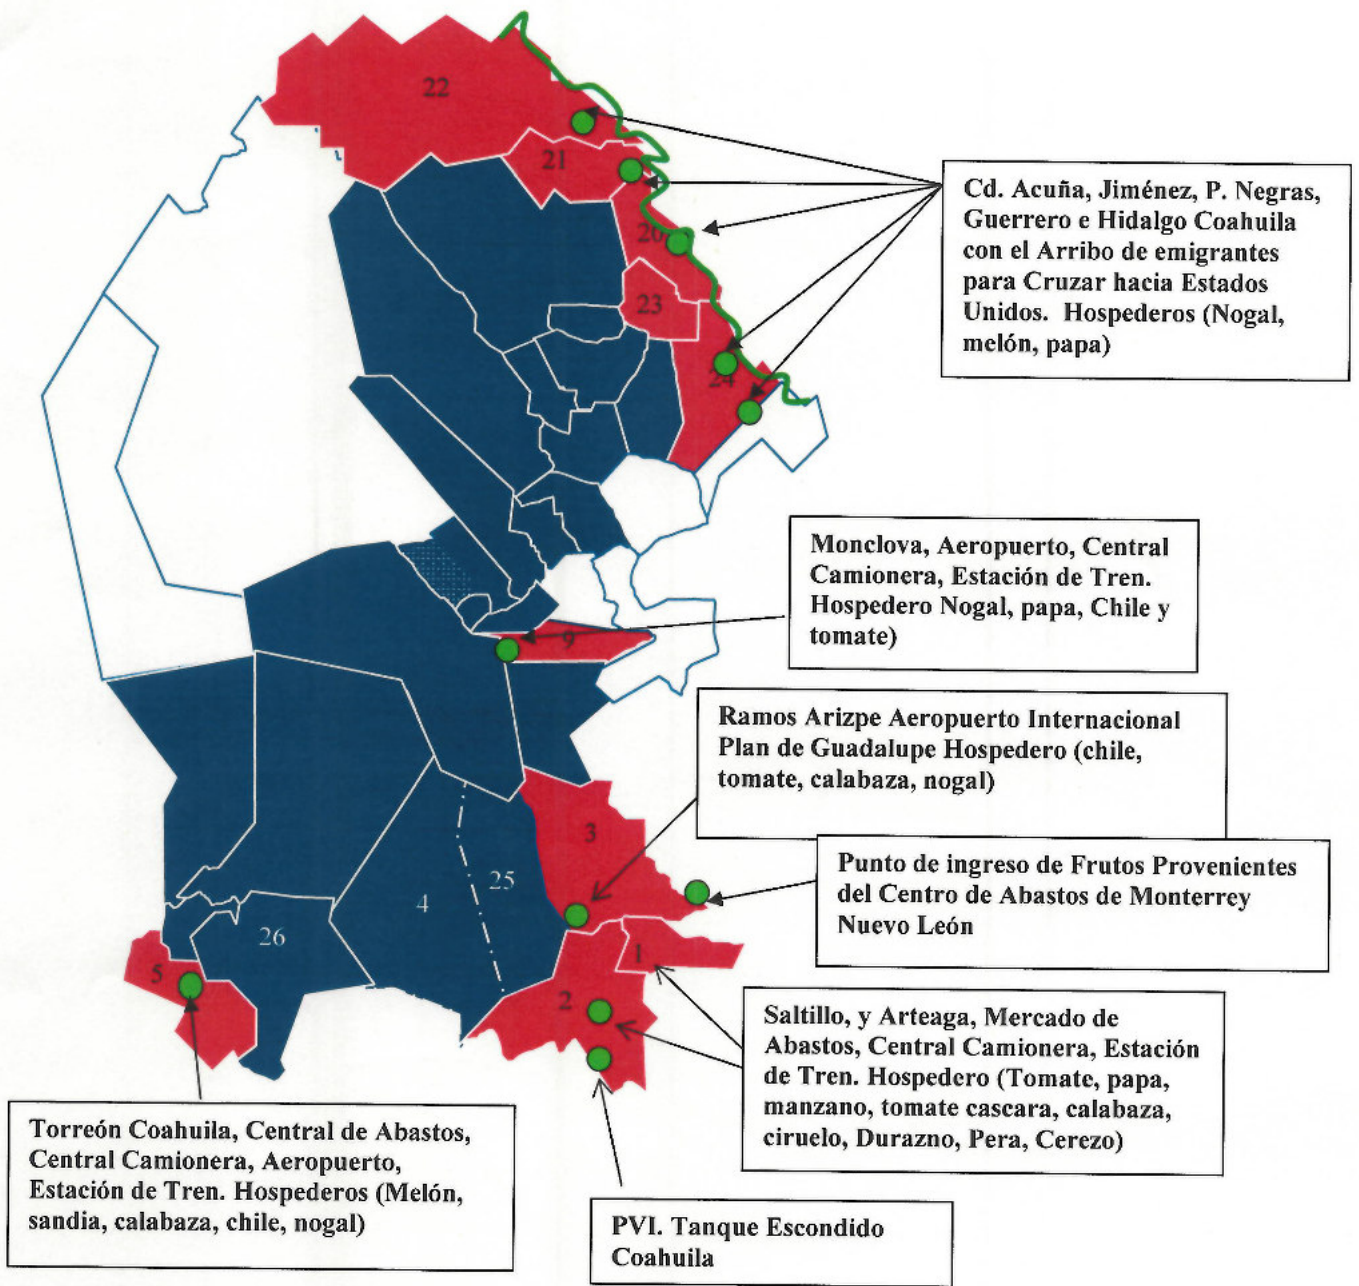 22
21
20
23
24
Cd. Acuña, Jiménez, P. Negras,
Guerrero e Hidalgo Coahuila
con el Arribo de emigrantes
para Cruzar hacia Estados
Unidos. Hospederos (Nogal,
melón, papa)
Monclova, Aeropuerto, Central
Camionera, Estación de Tren.
Hospedero Nogal, papa, Chile y
tomate)
9
Ramos Arizpe Aeropuerto Internacional
Plan de Guadalupe Hospedero (chile,
tomate, calabaza, nogal)
3
Punto de ingreso de Frutos Provenientes
del Centro de Abastos de Monterrey
Nuevo León
25
4
26
1
5
2
Saltillo, y Arteaga, Mercado de
Abastos, Central Camionera, Estación
de Tren. Hospedero (Tomate, papa,
manzano, tomate cascara, calabaza,
ciruelo, Durazno, Pera, Cerezo)
Torreón Coahuila, Central de Abastos,
Central Camionera, Aeropuerto,
Estación de Tren. Hospederos (Melón,
sandia, calabaza, chile, nogal)
PVI. Tanque Escondido
Coahuila